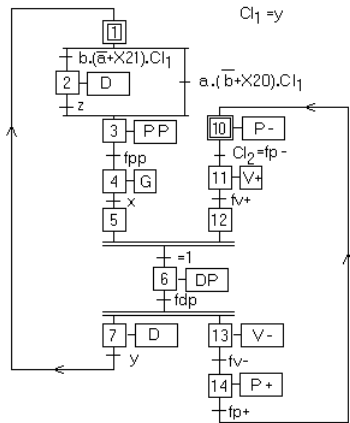 CI₁ =y
1
b.(a̅+X21).CI₁
2 D
a.(b̅+X20).CI₁
z
3 PP
10 P-
fpp
CI₂=fp-
4 G
11 V+
x
fv+
5
12
=1
6 DP
fdp
7 D
13 V-
y
fv-
14 P+
fp+